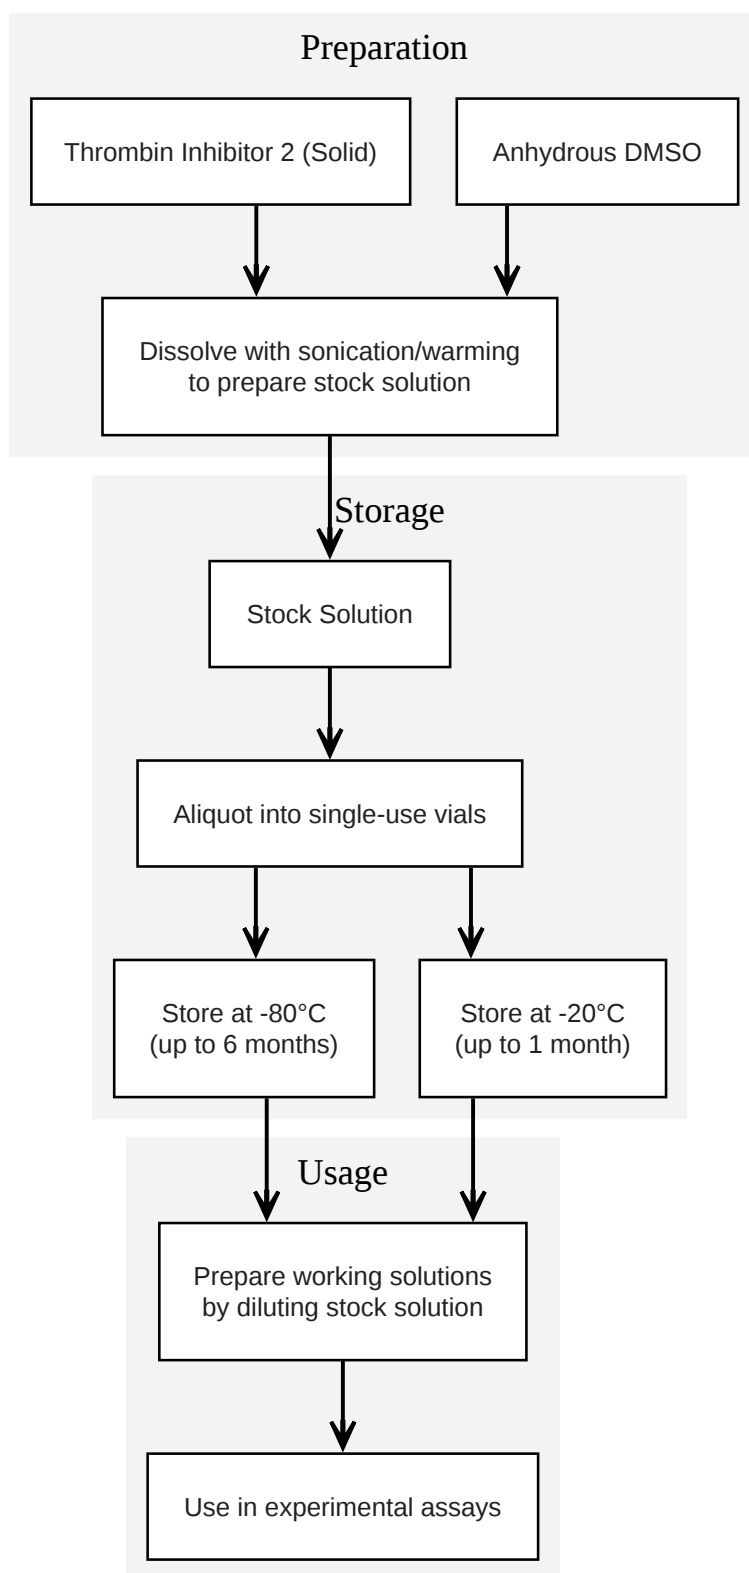 Preparation
Thrombin Inhibitor 2 (Solid)
Anhydrous DMSO
Dissolve with sonication/warming
to prepare stock solution
Storage
Stock Solution
Aliquot into single-use vials
Store at -80°C
(up to 6 months)
Store at -20°C
(up to 1 month)
Usage
Prepare working solutions
by diluting stock solution
Use in experimental assays